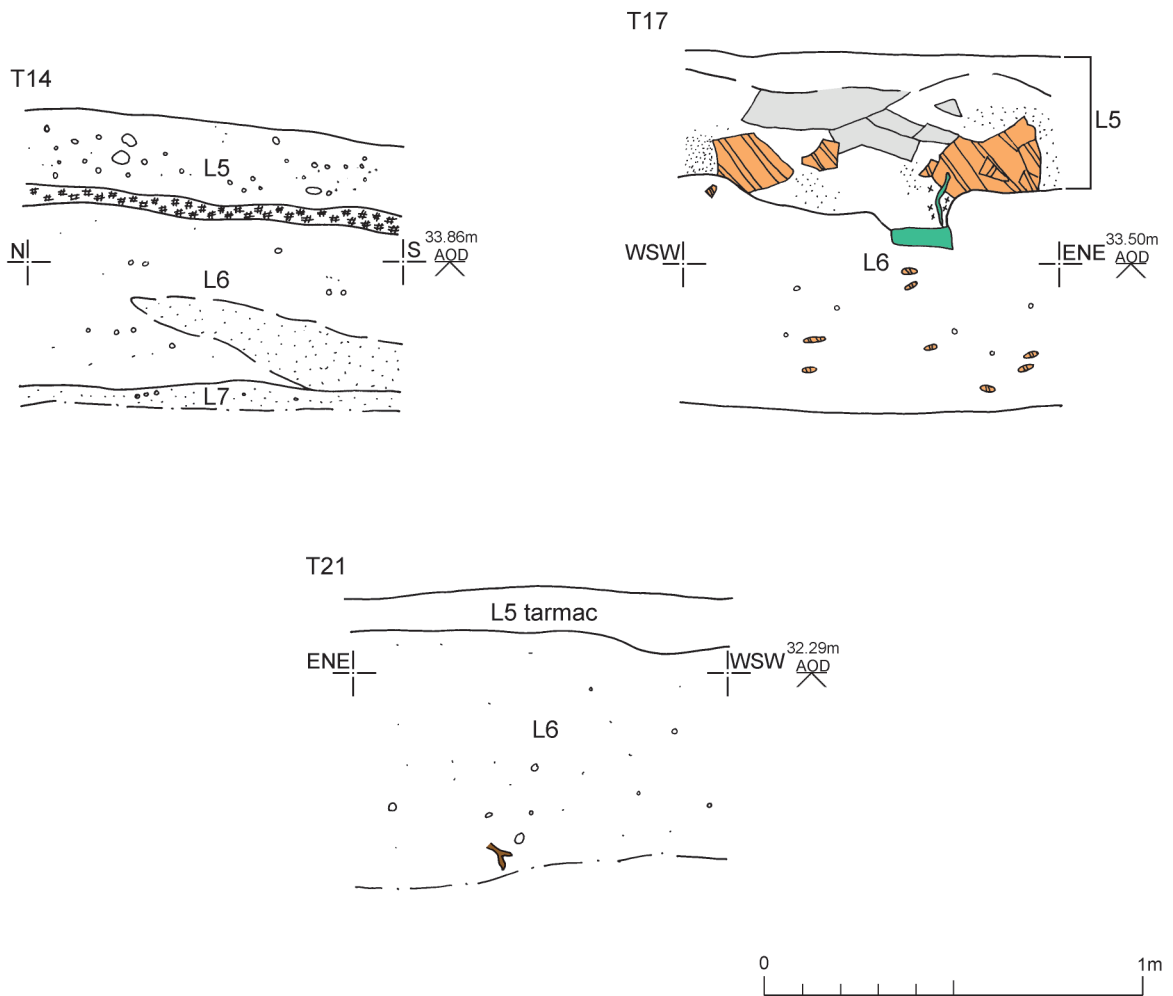 T14
L5
N
S
33.86m
AOD
L6
L7
T17
L5
WSW
ENE
33.50m
AOD
L6
T21
L5 tarmac
ENE
WSW
32.29m
AOD
L6
0
1m